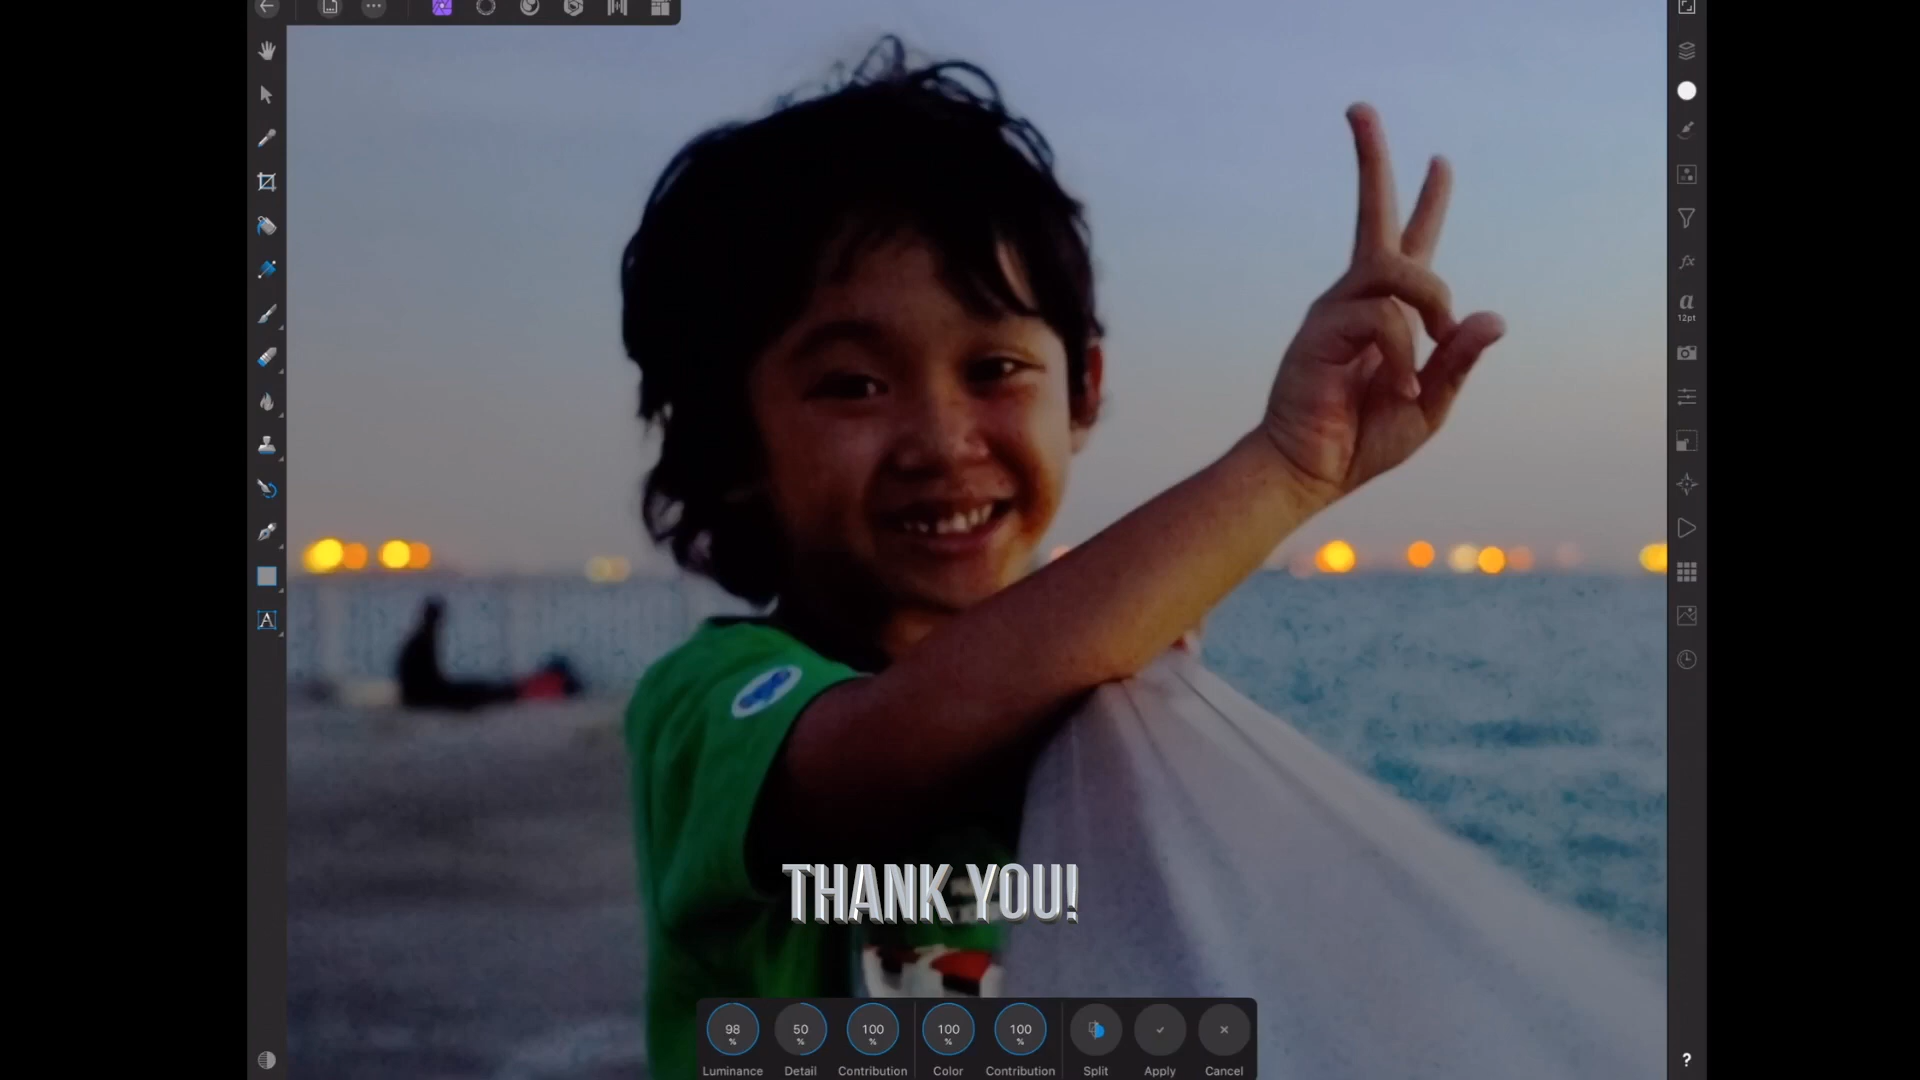 a
12pt
A
THANK YOU!
98 % 50 % 100 % 100 % 100 %
Luminance Detail Contribution Color Contribution Split Apply Cancel
?